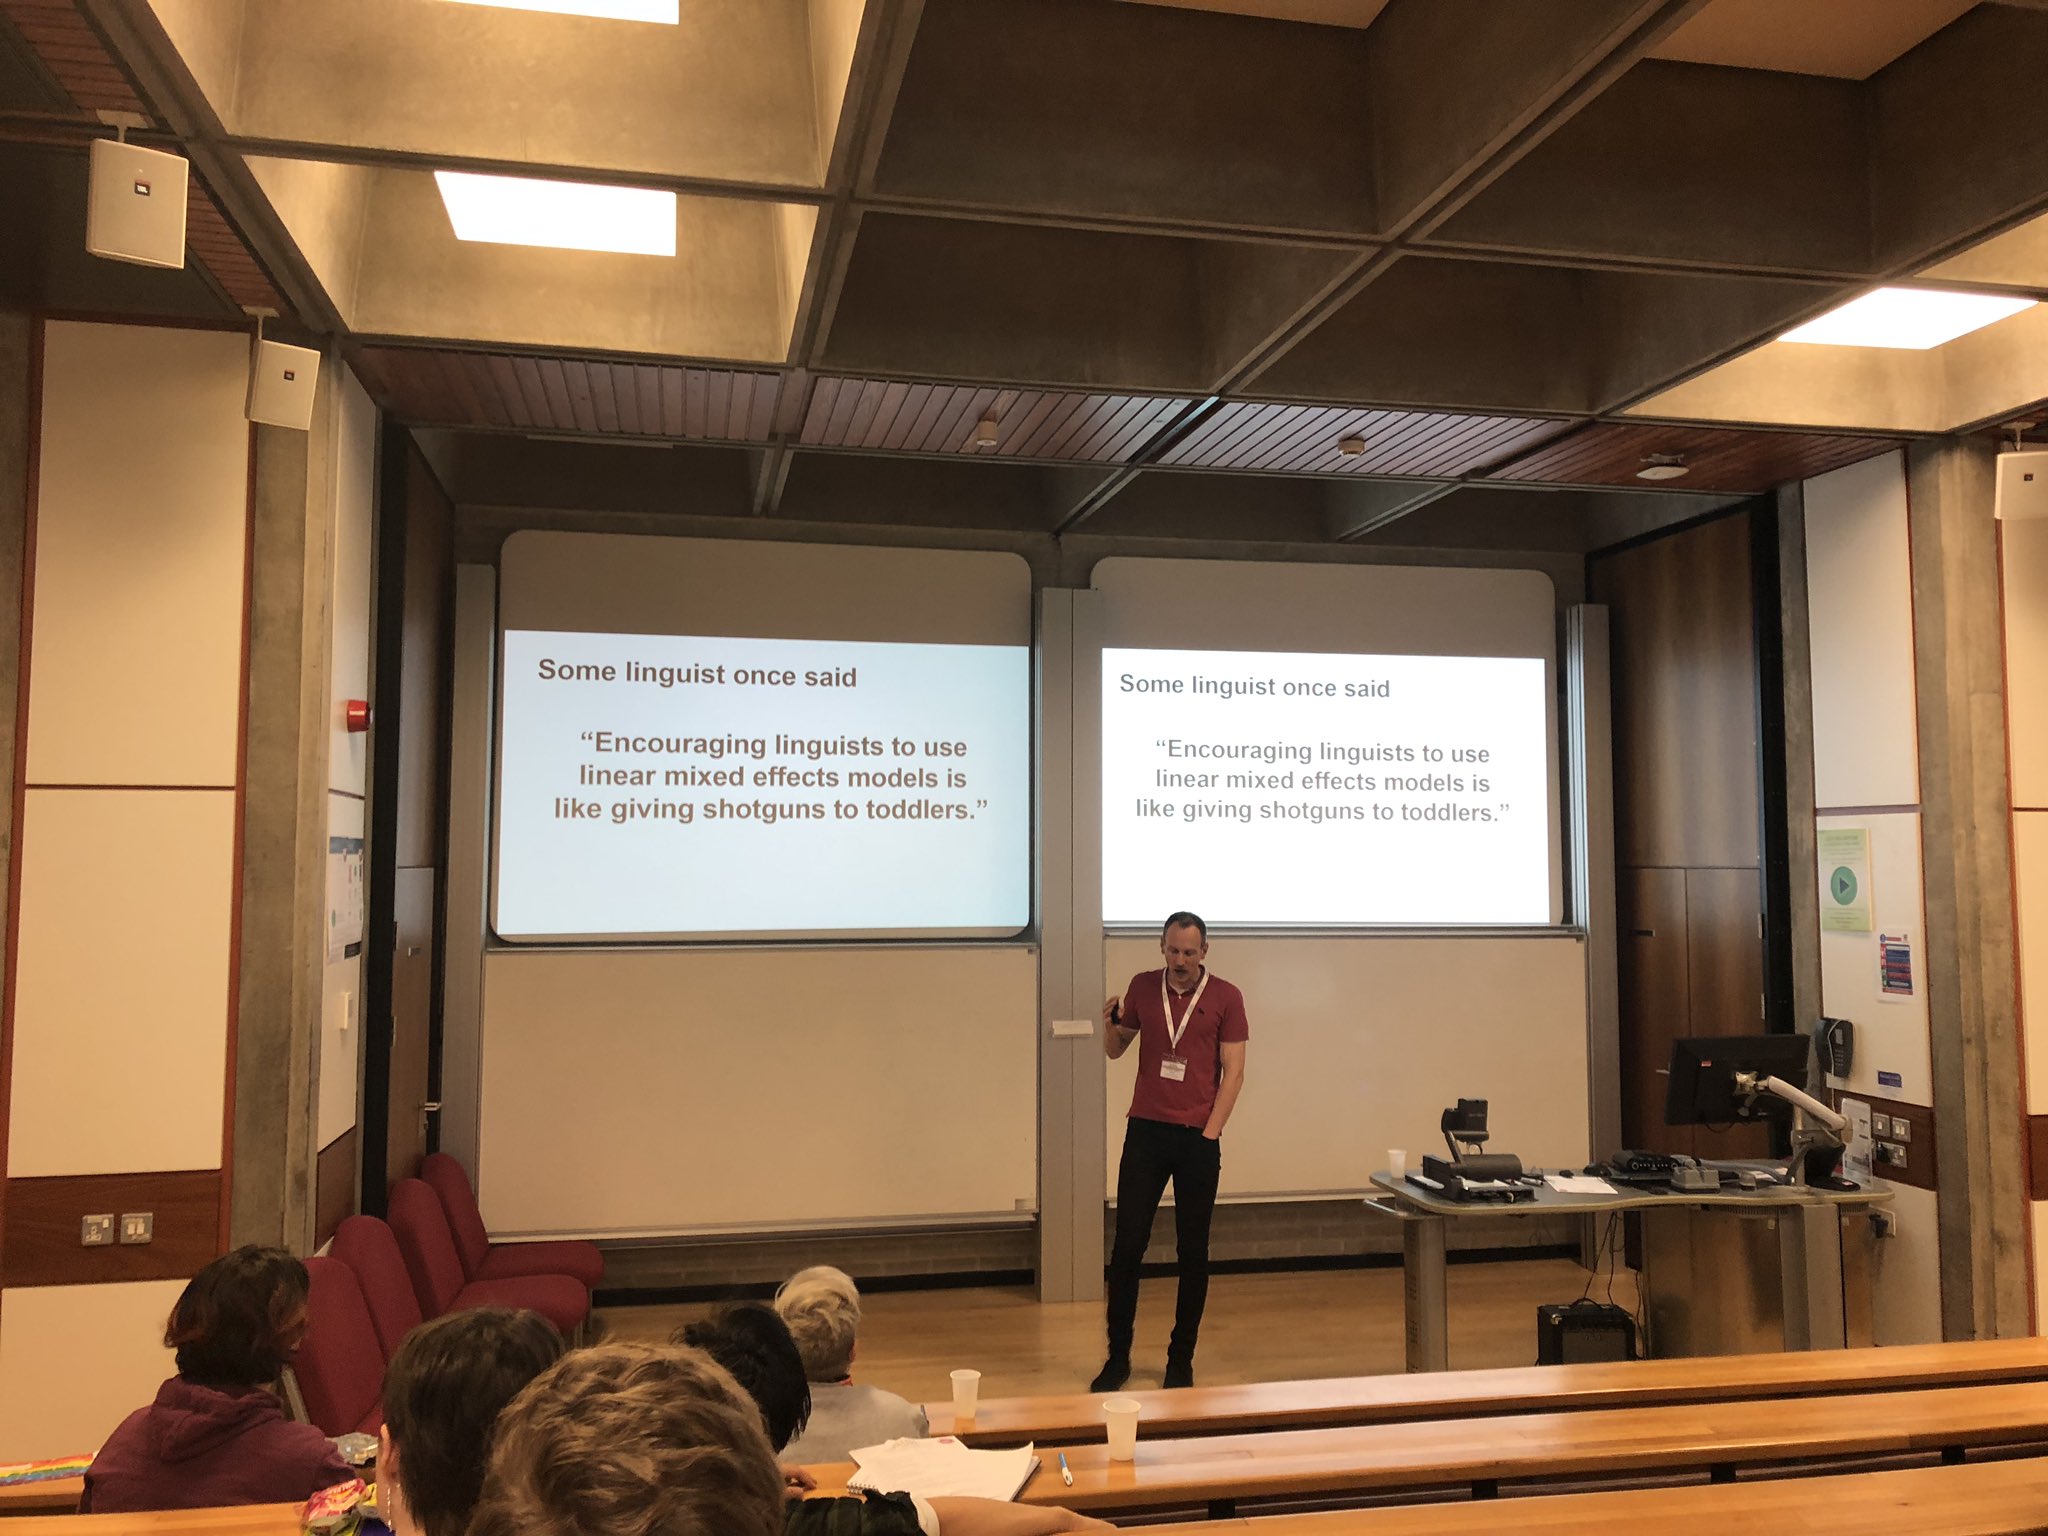 Some linguist once said
“Encouraging linguists to use
linear mixed effects models is
like giving shotguns to toddlers.”
Some linguist once said
“Encouraging linguists to use
linear mixed effects models is
like giving shotguns to toddlers.”
JBL